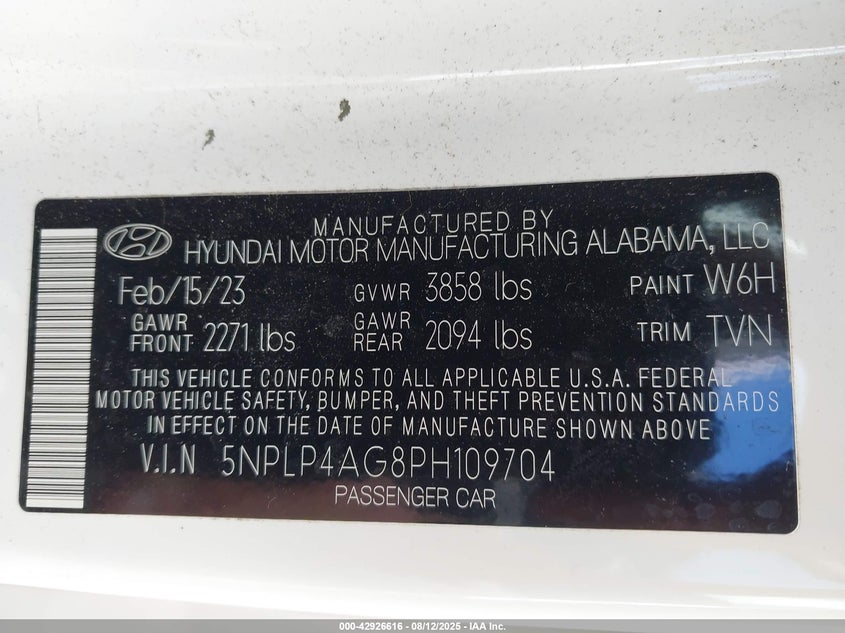 MANUFACTURED BY
HYUNDAI MOTOR MANUFACTURING ALABAMA, LLC
Feb/15/23 GVWR 3858 lbs PAINT W6H
GAWR FRONT 2271 lbs GAWR REAR 2094 lbs TRIM TVN
THIS VEHICLE CONFORMS TO ALL APPLICABLE U.S.A. FEDERAL
MOTOR VEHICLE SAFETY, BUMPER, AND THEFT PREVENTION STANDARDS
IN EFFECT ON THE DATE OF MANUFACTURE SHOWN ABOVE
V.I.N 5NPLP4AG8PH109704
PASSENGER CAR
000-42926616 - 08/12/2025 - IAA Inc.